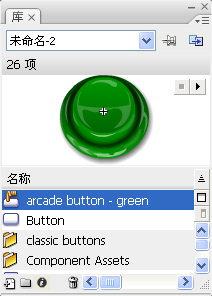 库
未命名-2
26 项
名称
arcade button - green
Button
classic buttons
Component Assets